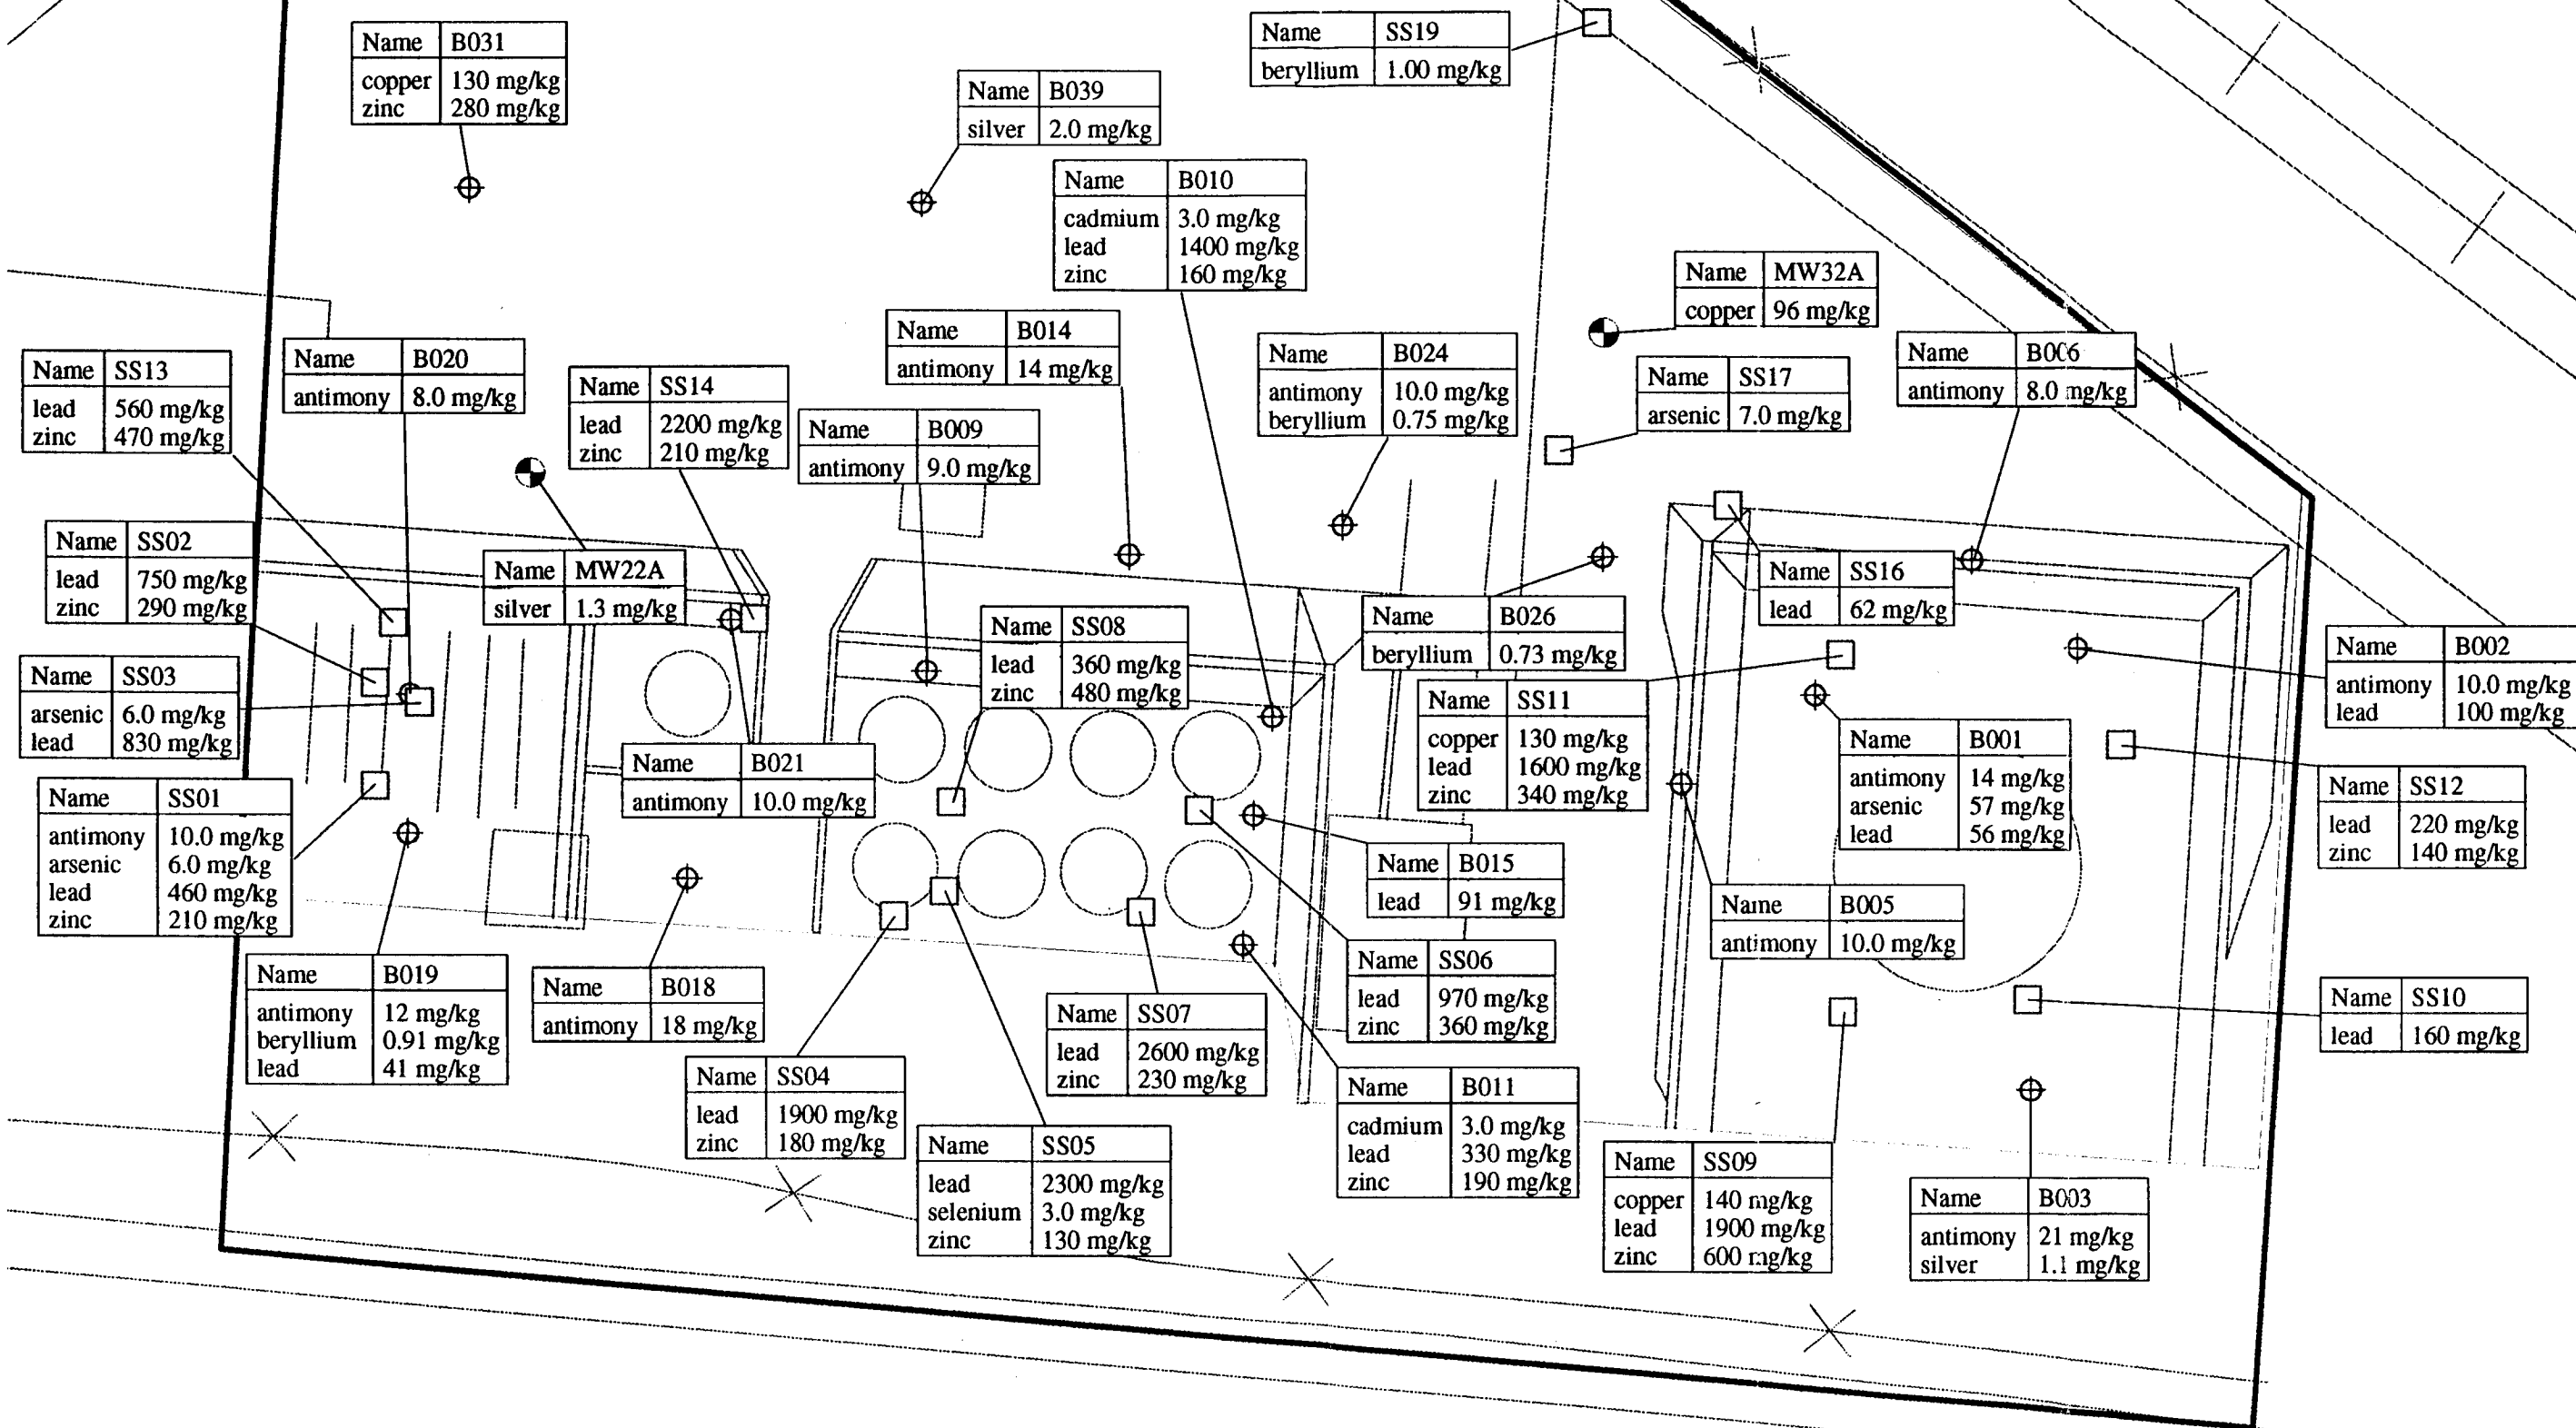 Name B031
copper 130 mg/kg
zinc 280 mg/kg
Name SS19
beryllium 1.00 mg/kg
Name B039
silver 2.0 mg/kg
Name B010
cadmium 3.0 mg/kg
lead 1400 mg/kg
zinc 160 mg/kg
Name MW32A
copper 96 mg/kg
Name B014
antimony 14 mg/kg
Name B024
antimony 10.0 mg/kg
beryllium 0.75 mg/kg
Name B006
antimony 8.0 mg/kg
Name SS13
lead 560 mg/kg
zinc 470 mg/kg
Name B020
antimony 8.0 mg/kg
Name SS14
lead 2200 mg/kg
zinc 210 mg/kg
Name SS17
arsenic 7.0 mg/kg
Name B009
antimony 9.0 mg/kg
Name SS02
lead 750 mg/kg
zinc 290 mg/kg
Name MW22A
silver 1.3 mg/kg
Name SS16
lead 62 mg/kg
Name SS08
lead 360 mg/kg
zinc 480 mg/kg
Name B026
beryllium 0.73 mg/kg
Name B002
antimony 10.0 mg/kg
lead 100 mg/kg
Name SS03
arsenic 6.0 mg/kg
lead 830 mg/kg
Name SS11
copper 130 mg/kg
lead 1600 mg/kg
zinc 340 mg/kg
Name B001
antimony 14 mg/kg
arsenic 57 mg/kg
lead 56 mg/kg
Name B021
antimony 10.0 mg/kg
Name SS12
lead 220 mg/kg
zinc 140 mg/kg
Name SS01
antimony 10.0 mg/kg
arsenic 6.0 mg/kg
lead 460 mg/kg
zinc 210 mg/kg
Name B015
lead 91 mg/kg
Name B005
antimony 10.0 mg/kg
Name SS06
lead 970 mg/kg
zinc 360 mg/kg
Name B019
antimony 12 mg/kg
beryllium 0.91 mg/kg
lead 41 mg/kg
Name B018
antimony 18 mg/kg
Name SS07
lead 2600 mg/kg
zinc 230 mg/kg
Name SS10
lead 160 mg/kg
Name SS04
lead 1900 mg/kg
zinc 180 mg/kg
Name B011
cadmium 3.0 mg/kg
lead 330 mg/kg
zinc 190 mg/kg
Name SS05
lead 2300 mg/kg
selenium 3.0 mg/kg
zinc 130 mg/kg
Name SS09
copper 140 mg/kg
lead 1900 mg/kg
zinc 600 mg/kg
Name B003
antimony 21 mg/kg
silver 1.1 mg/kg